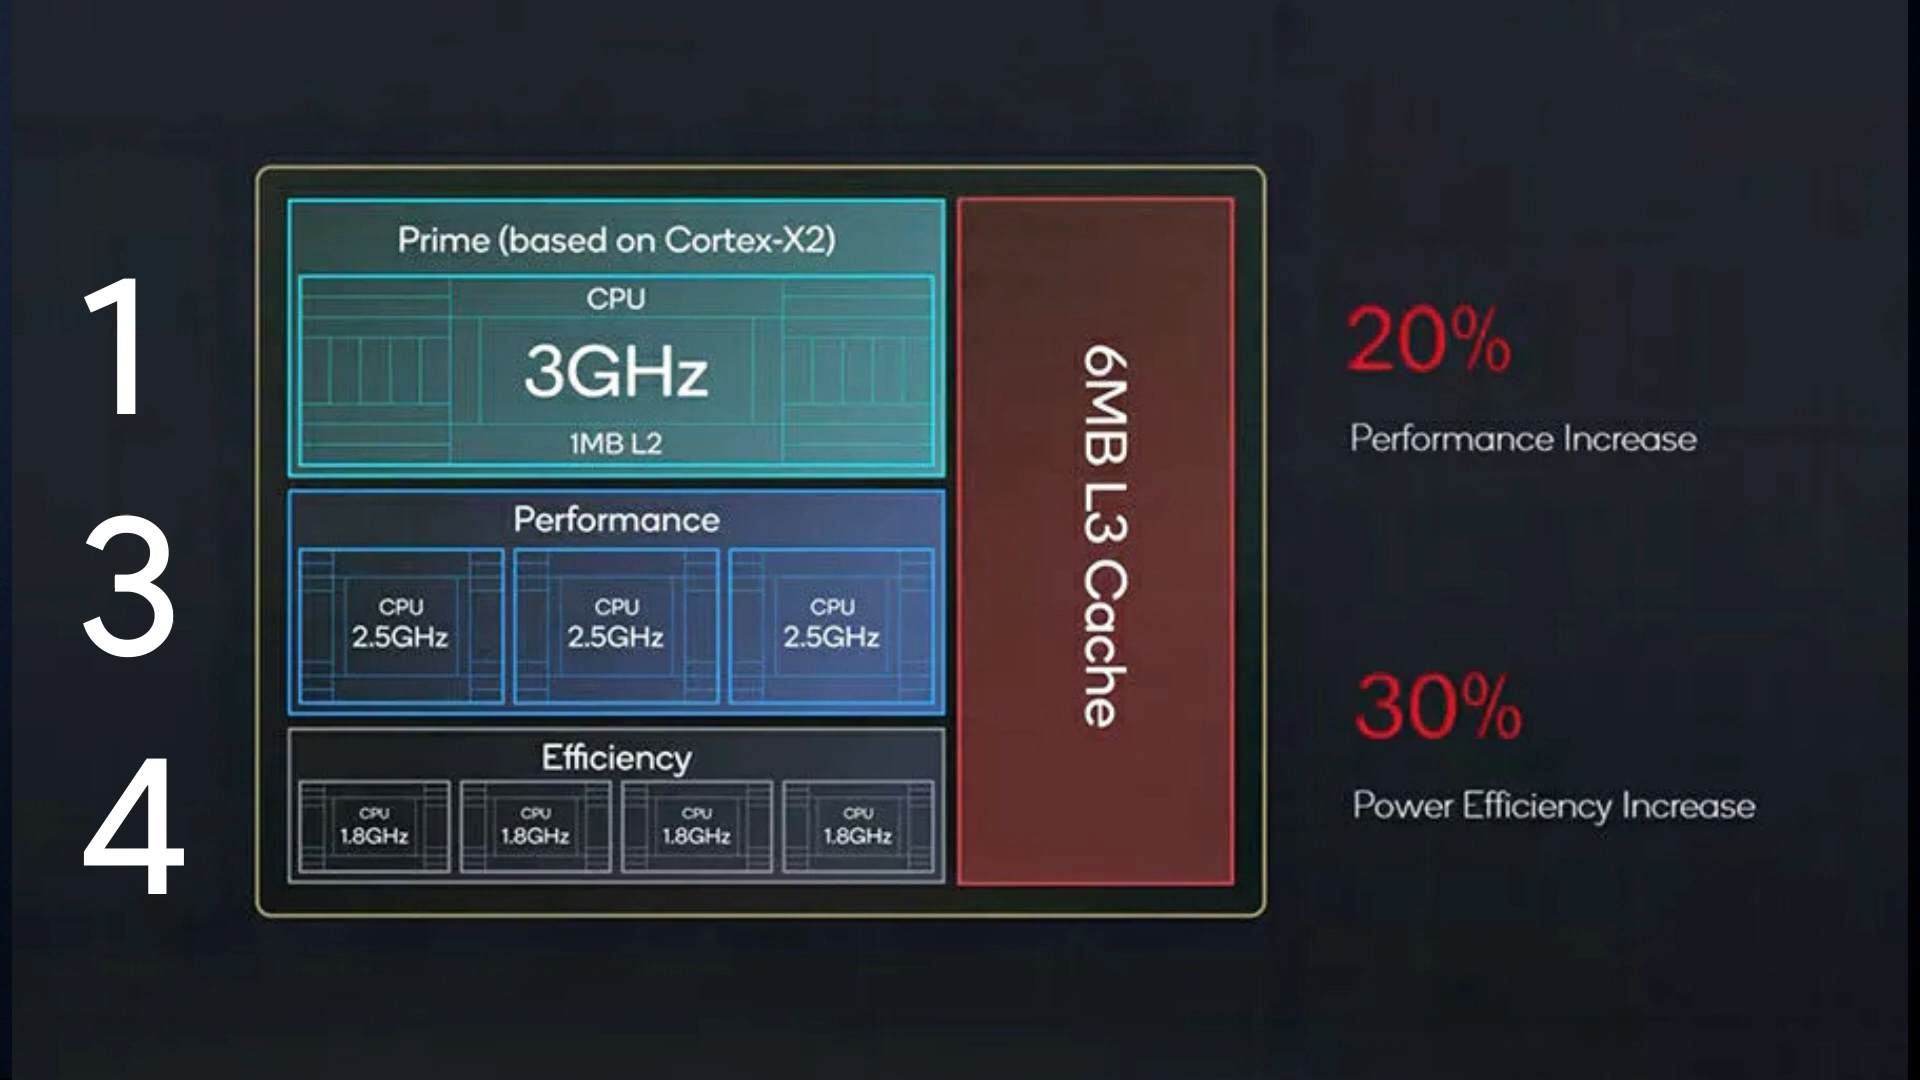 1
3
4
Prime (based on Cortex-X2)
CPU
3GHz
1MB L2
Performance
CPU
2.5GHz
CPU
2.5GHz
CPU
2.5GHz
Efficiency
CPU
1.8GHz
CPU
1.8GHz
CPU
1.8GHz
CPU
1.8GHz
6MB L3 Cache
20%
Performance Increase
30%
Power Efficiency Increase